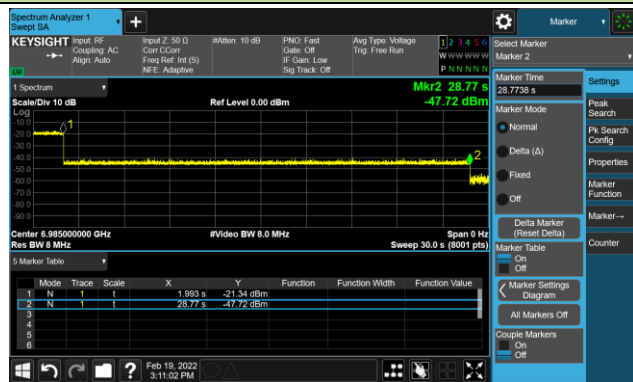 Spectrum Analyzer 1
Swept SA
Marker
KEYSIGHT Input: RF Input Z: 50 Ω #Atten: 10 dB PNO: Fast Avg Type: Voltage 1 2 3 4 5 6
Coupling: AC Corr CCorr Gate: Off Trig: Free Run W W W W W W
Align: Auto Freq Ref: Int (S) IF Gain: Low
NFE: Adaptive Sig Track: Off P N N N N N
Select Marker
Marker 2
1 Spectrum
Mkr2 28.77 s
Scale/Div 10 dB Ref Level 0.00 dBm -47.72 dBm
Log
-10.0
-20.0
-30.0
-40.0
-50.0
-60.0
-70.0
-80.0
-90.0
1
2
Center 6.985000000 GHz #Video BW 8.0 MHz Span 0 Hz
Res BW 8 MHz Sweep 30.0 s (8001 pts)
5 Marker Table
Mode Trace Scale X Y Function Function Width Function Value
1 N 1 t 1.993 s -21.34 dBm
2 N 1 t 28.77 s -47.72 dBm
3
4
5
6
Marker Time
28.7738 s
Marker Mode
Normal
Delta (Δ)
Fixed
Off
Delta Marker
(Reset Delta)
Marker Table
On
Off
Marker Settings
Diagram
All Markers Off
Couple Markers
On
Off
Settings
Peak
Search
Pk Search
Config
Properties
Marker
Function
Marker→
Counter
?
Feb 19, 2022
3:11:02 PM